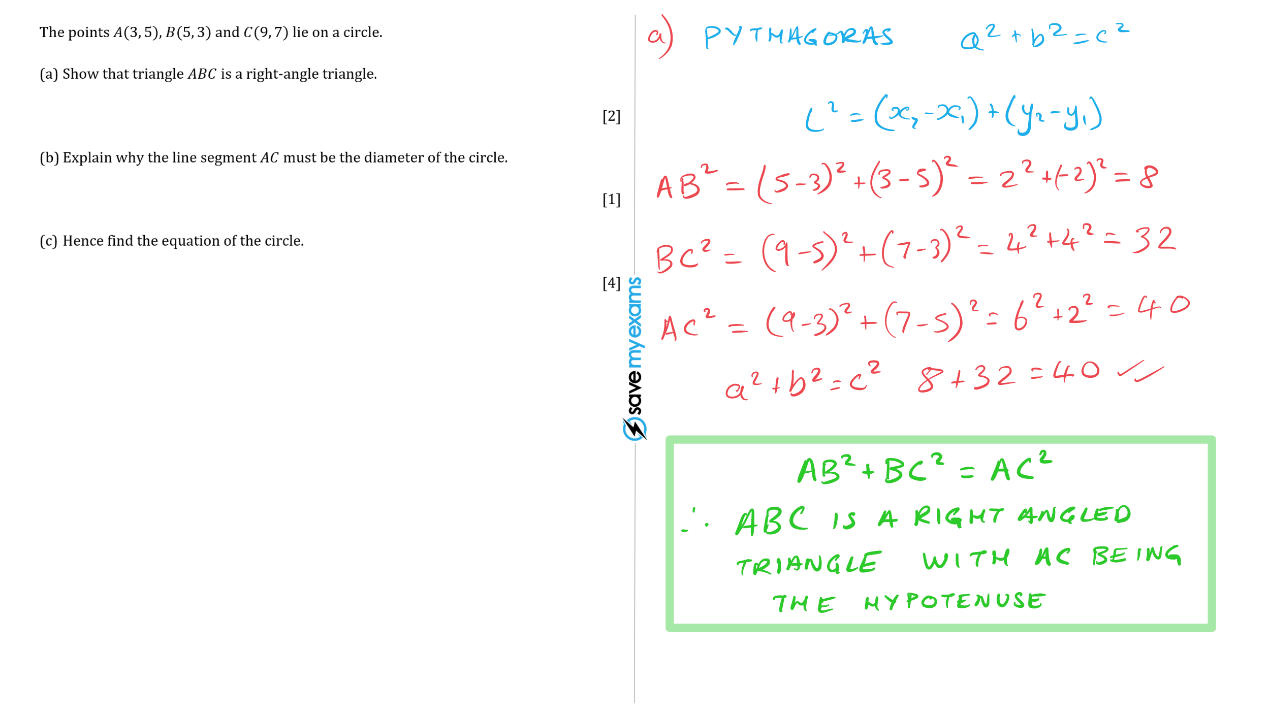 The points A(3, 5), B(5, 3) and C(9, 7) lie on a circle.
(a) Show that triangle ABC is a right-angle triangle.
[2]
(b) Explain why the line segment AC must be the diameter of the circle.
[1]
(c) Hence find the equation of the circle.
[4]
savemyexams
a) PYTHAGORAS a² + b² = c²
L² = (x₂ - x₁) + (y₂ - y₁)
AB² = (5-3)² + (3-5)² = 2² + (-2)² = 8
BC² = (9-5)² + (7-3)² = 4² + 4² = 32
AC² = (9-3)² + (7-5)² = 6² + 2² = 40
a² + b² = c² 8 + 32 = 40 ✓✓
AB² + BC² = AC²
∴ ABC IS A RIGHT ANGLED
TRIANGLE WITH AC BEING
THE HYPOTENUSE